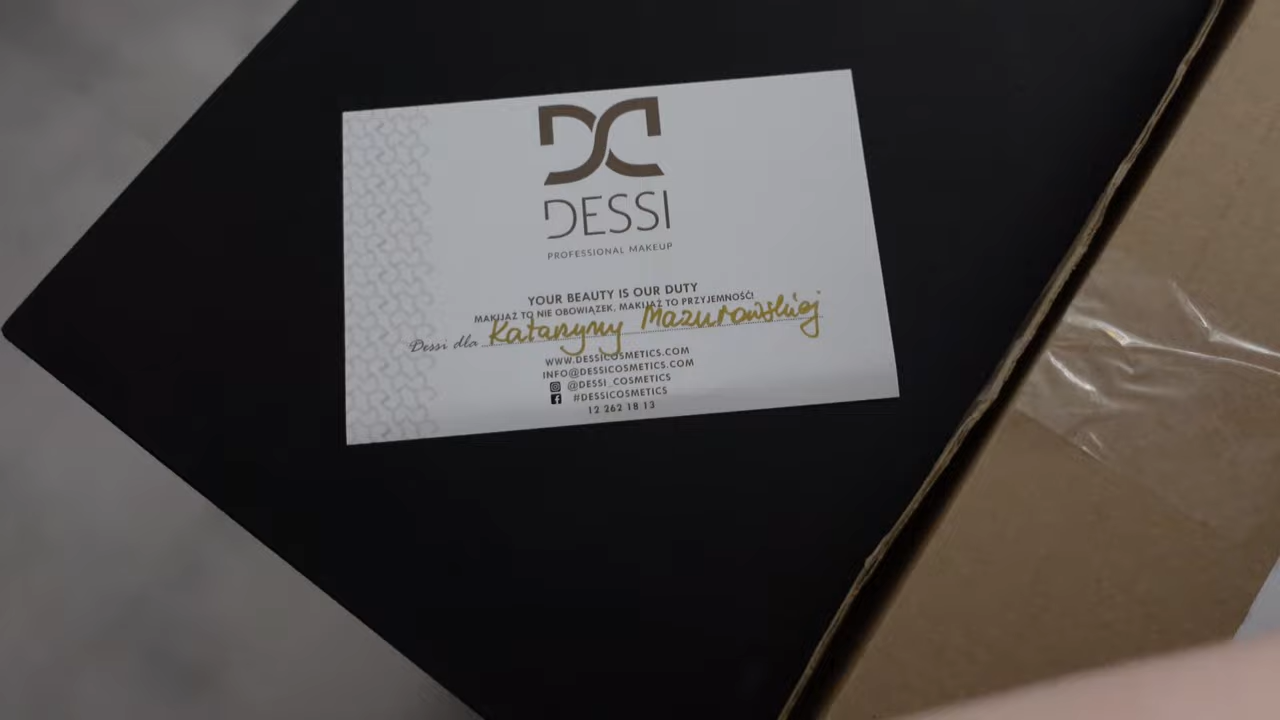 DESSI
PROFESSIONAL MAKEUP
YOUR BEAUTY IS OUR DUTY
MAKIJAŻ TO NIE OBOWIĄZEK, MAKIJAŻ TO PRZYJEMNOŚĆ!
Dessi dla Katarzyny Mazurowskiej
WWW.DESSICOSMETICS.COM
INFO@DESSICOSMETICS.COM
@DESSI_COSMETICS
#DESSICOSMETICS
12 262 18 13